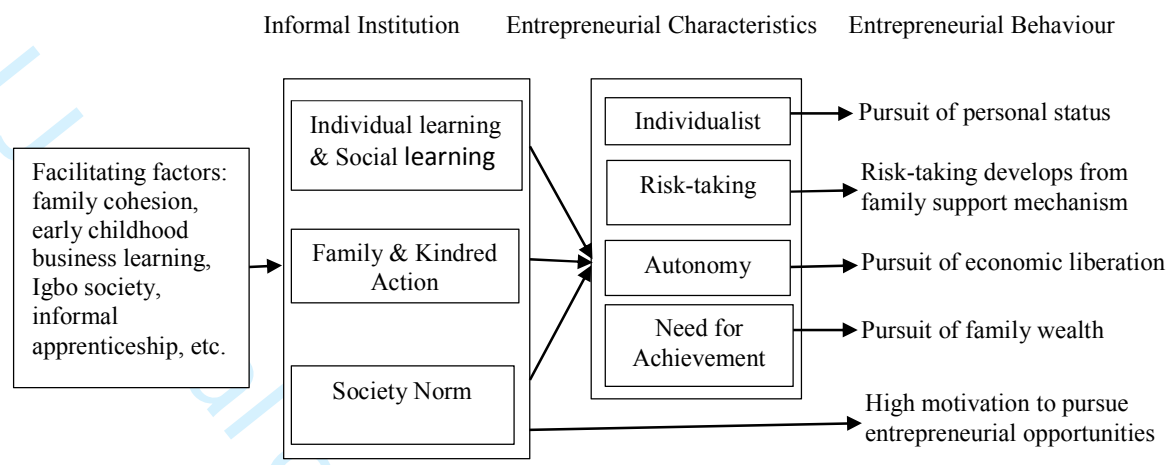 Informal Institution Entrepreneurial Characteristics Entrepreneurial Behaviour
Facilitating factors:
family cohesion,
early childhood
business learning,
Igbo society,
informal
apprenticeship, etc.
Individual learning
& Social learning
Family & Kindred
Action
Society Norm
Individualist
Risk-taking
Autonomy
Need for
Achievement
Pursuit of personal status
Risk-taking develops from
family support mechanism
Pursuit of economic liberation
Pursuit of family wealth
High motivation to pursue
entrepreneurial opportunities